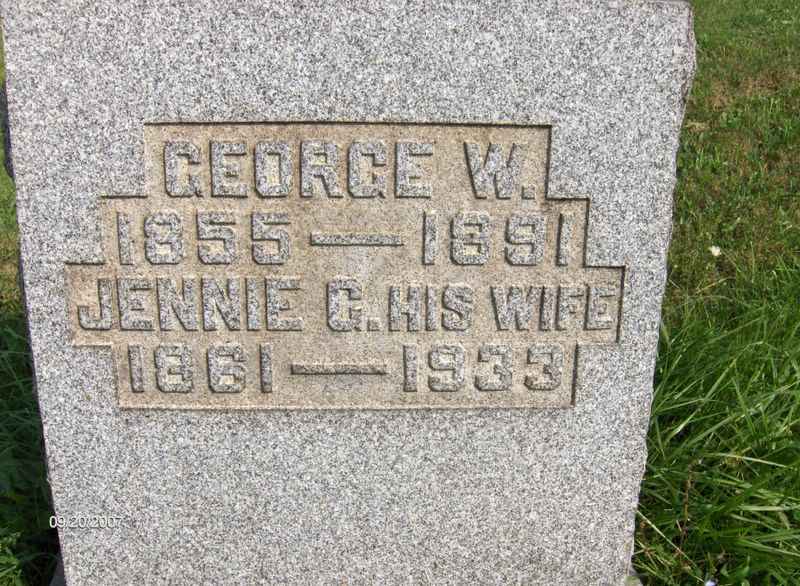 GEORGE W.
1855 — 1891
JENNIE G. HIS WIFE
1861 — 1933
09.20.2007